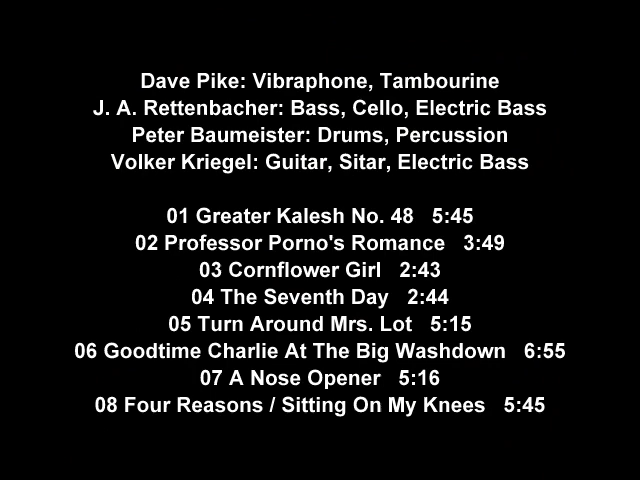 Dave Pike: Vibraphone, Tambourine
J. A. Rettenbacher: Bass, Cello, Electric Bass
Peter Baumeister: Drums, Percussion
Volker Kriegel: Guitar, Sitar, Electric Bass
01 Greater Kalesh No. 48 5:45
02 Professor Porno's Romance 3:49
03 Cornflower Girl 2:43
04 The Seventh Day 2:44
05 Turn Around Mrs. Lot 5:15
06 Goodtime Charlie At The Big Washdown 6:55
07 A Nose Opener 5:16
08 Four Reasons / Sitting On My Knees 5:45